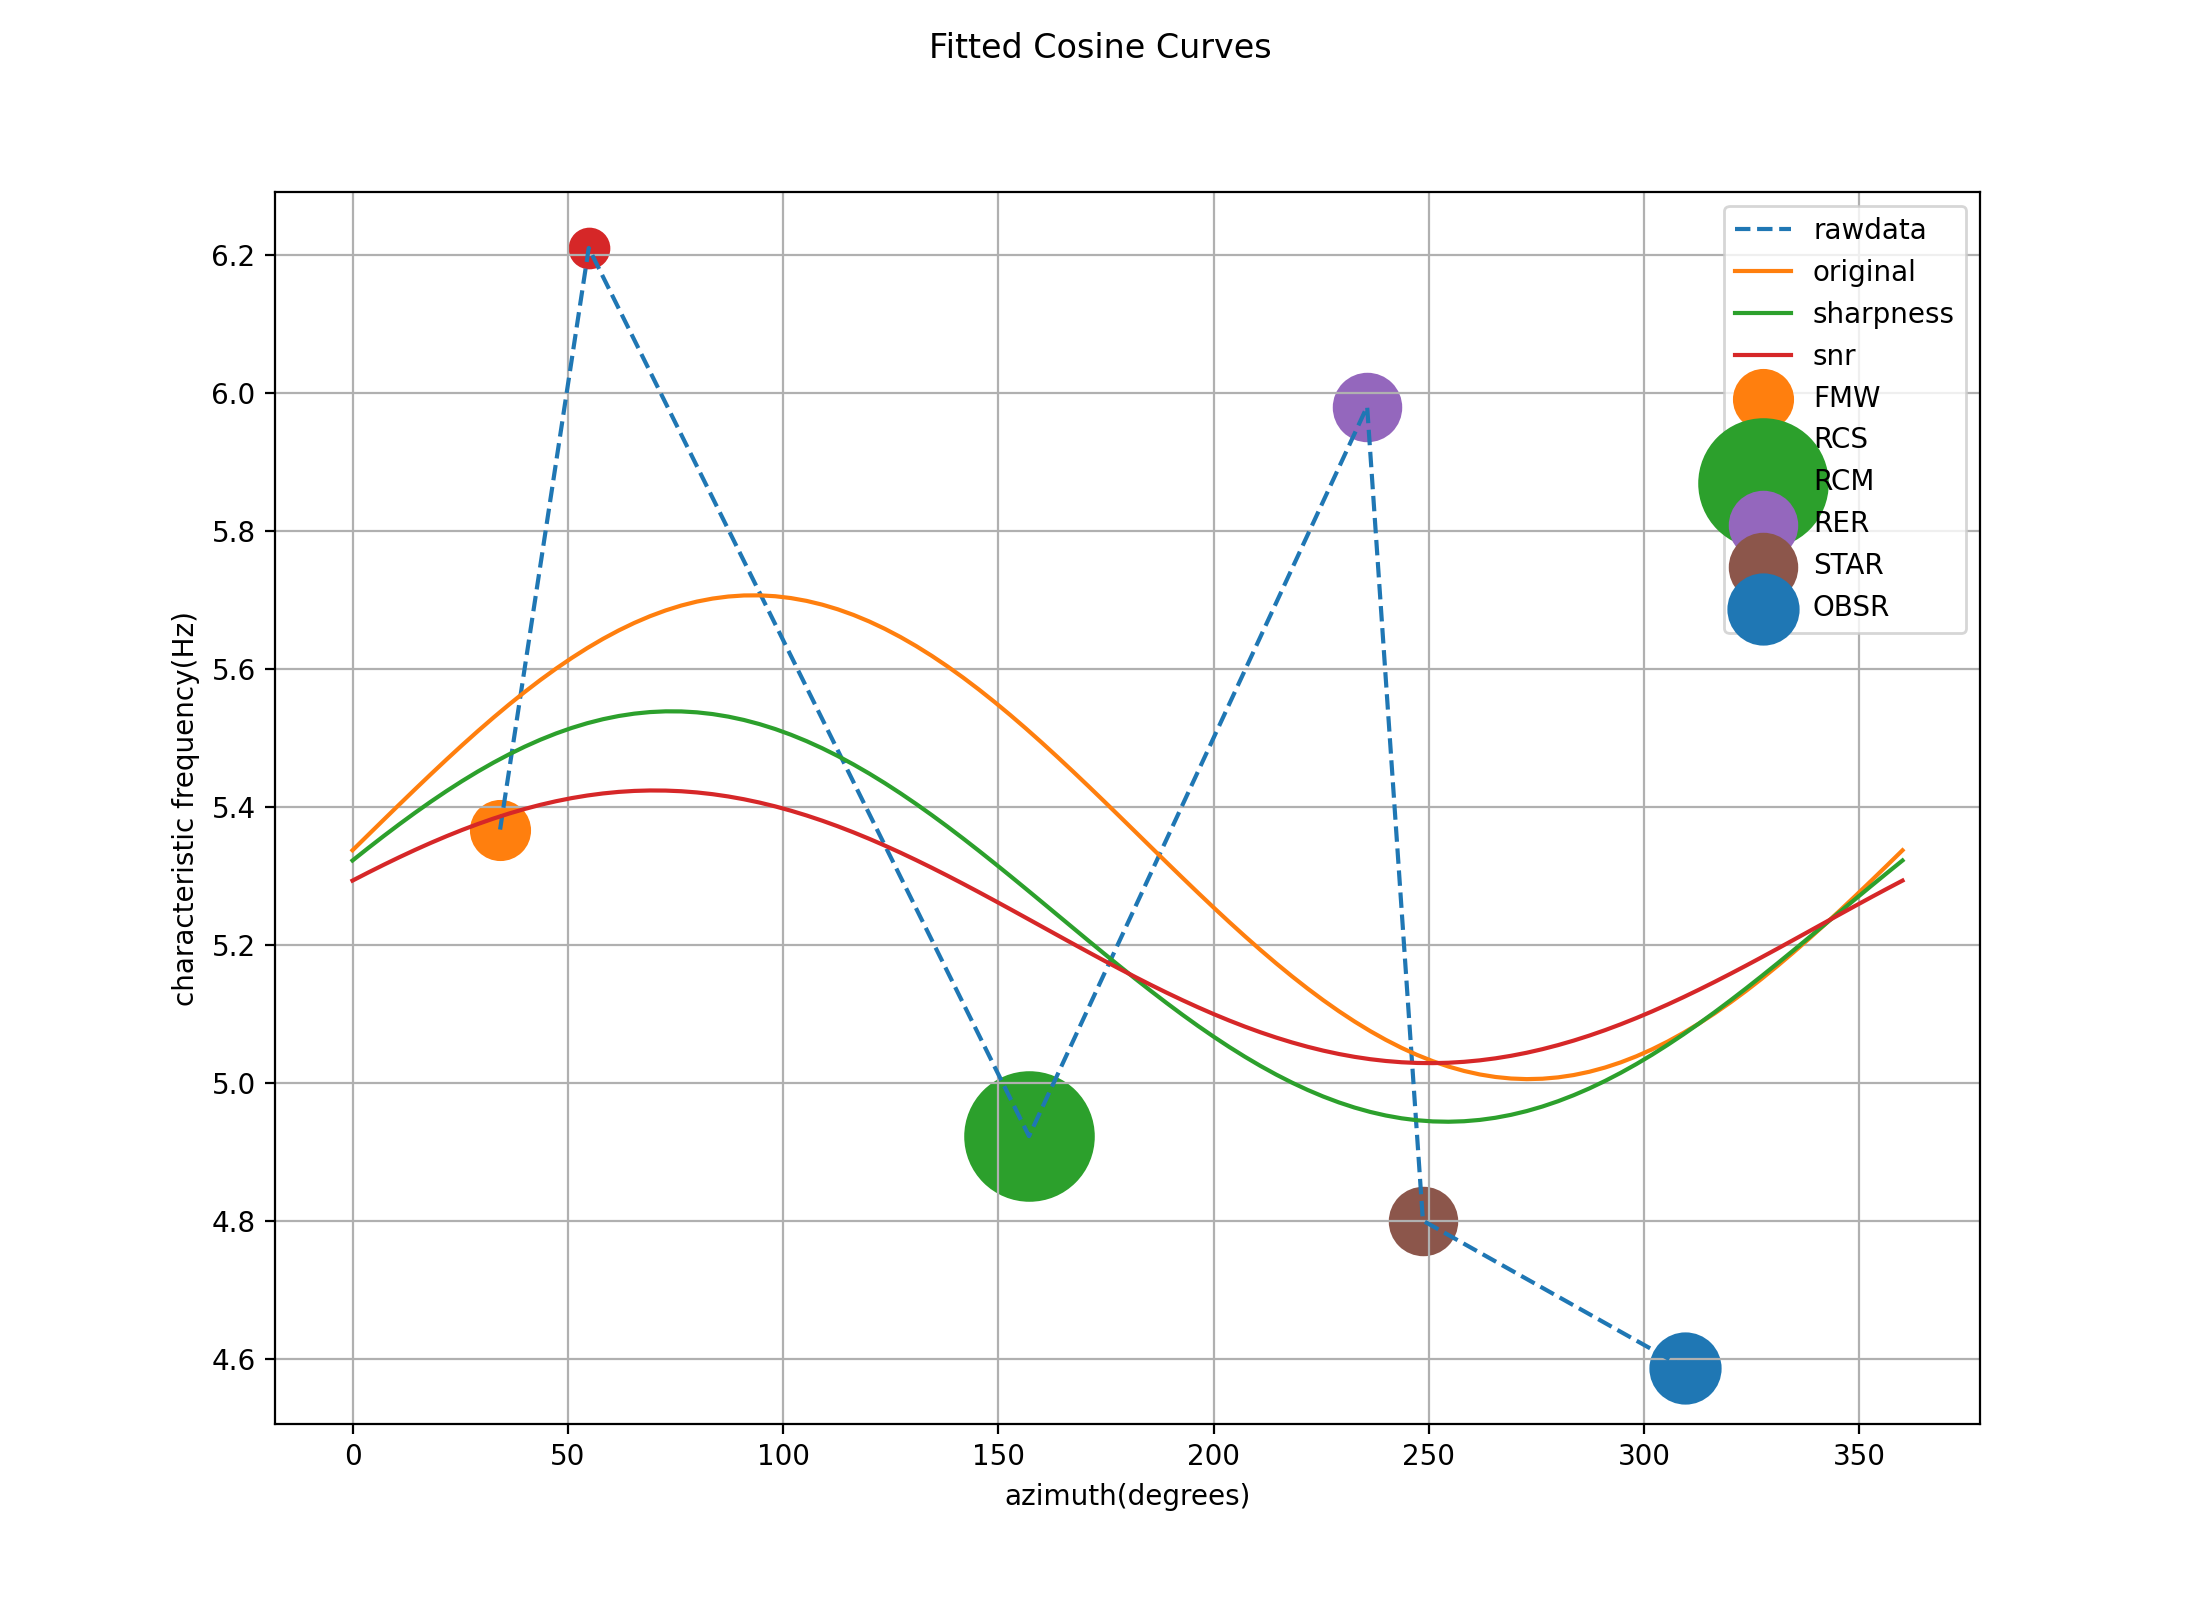 Fitted Cosine Curves
6.2
6.0
5.8
5.6
5.4
5.2
5.0
4.8
4.6
characteristic frequency(Hz)
0 50 100 150 200 250 300 350
azimuth(degrees)
rawdata
original
sharpness
snr
FMW
RCS
RCM
RER
STAR
OBSR